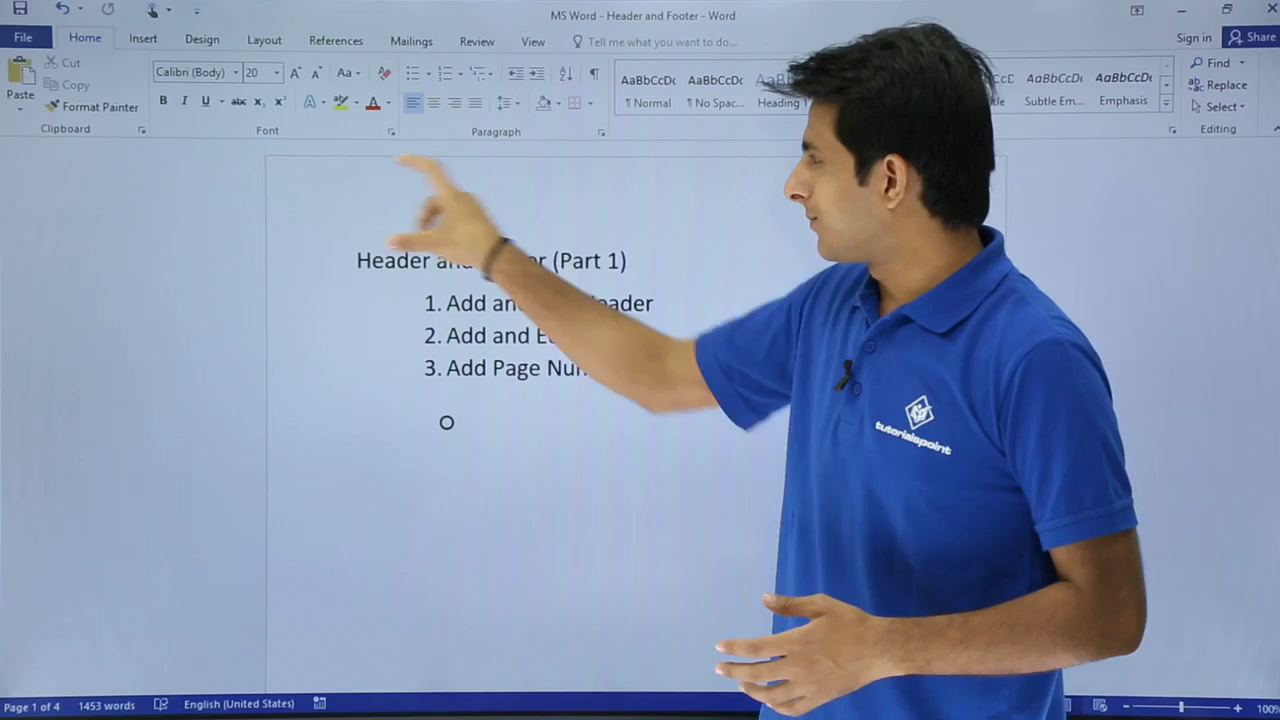 MS Word - Header and Footer - Word
File Home Insert Design Layout References Mailings Review View Tell me what you want to do... Sign in Share
Paste
Cut
Copy
Format Painter
Clipboard
Calibri (Body) 20
Font
Paragraph
AaBbCcDc AaBbCcDc AaBbCcDc AaBbCcDc
¶ Normal ¶ No Spac... Heading 1 Subtle Em... Emphasis
Find
Replace
Select
Editing
Header and (Part 1)
1. Add and
2. Add and
3. Add Page
tutorialspoint
Page 1 of 4 1453 words English (United States) 100%